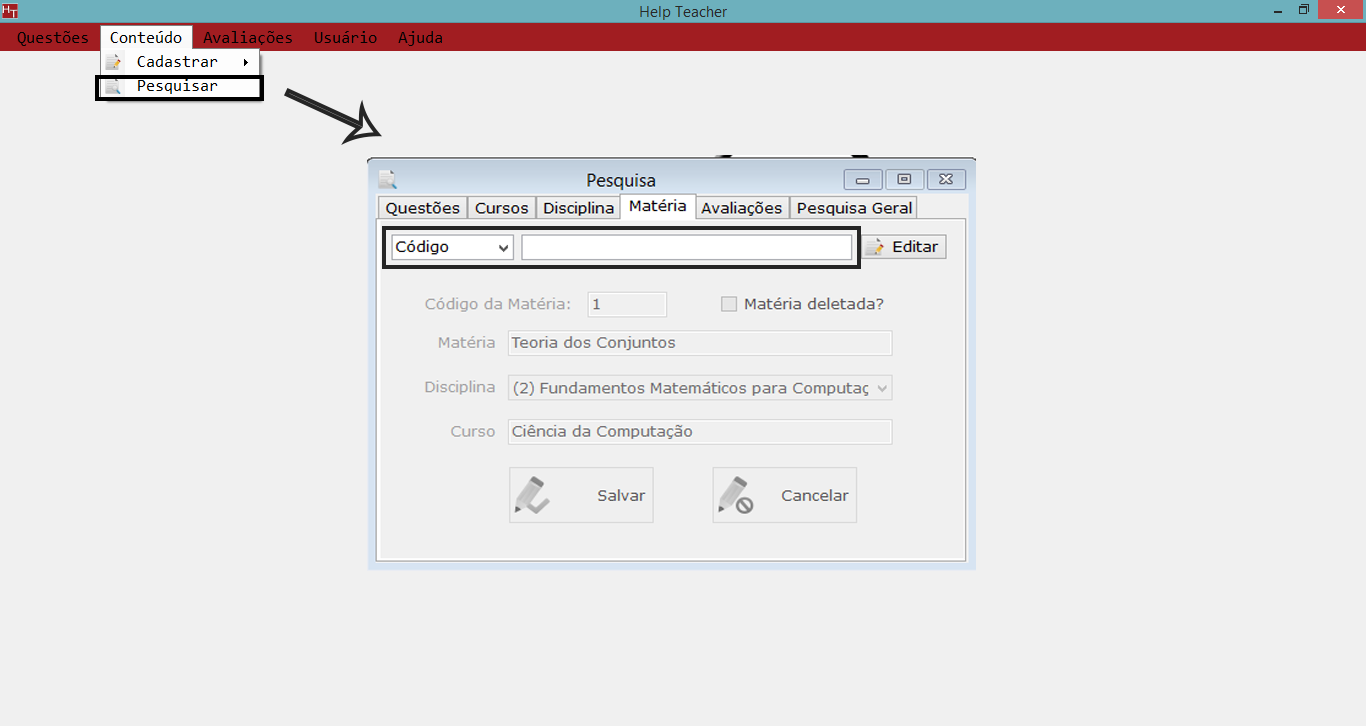 HT Help Teacher
Questões Conteúdo Avaliações Usuário Ajuda
Cadastrar
Pesquisar
Pesquisa
Questões Cursos Disciplina Matéria Avaliações Pesquisa Geral
Código Editar
Código da Matéria: 1 Matéria deletada?
Matéria Teoria dos Conjuntos
Disciplina (2) Fundamentos Matemáticos para Computaç
Curso Ciência da Computação
Salvar Cancelar